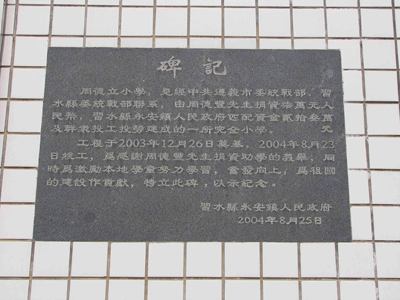 碑記
周德立小學，是經中共遵義市委統戰部、習
水縣委統戰部聯系，由周德豐先生捐資柒萬元人
民幣，習水縣永安鎮人民政府匹配資金貳拾叁萬元
及群衆投工投勞建成的一所完全小學。
工程于2003年12月26日奠基，2004年8月23
日竣工，爲感謝周德豐先生捐資助學的義舉，同
時爲激勵本地學童努力學習，奮發向上，爲祖國
的建設作貢獻，特立此碑，以示記念。
習水縣永安鎮人民政府
2004年8月25日